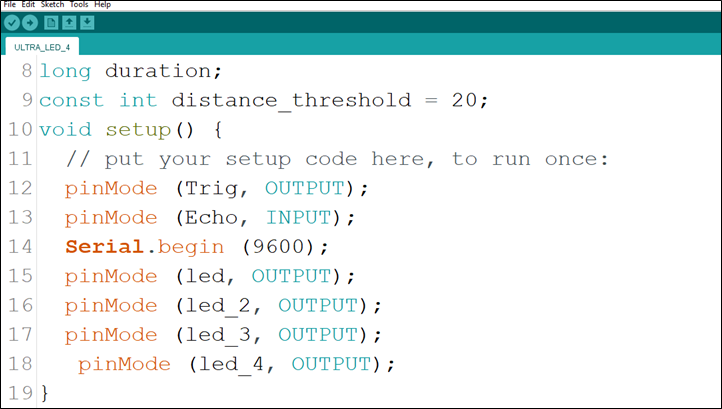 File Edit Sketch Tools Help
ULTRA_LED_4
8 long duration;
9 const int distance_threshold = 20;
10 void setup() {
11   // put your setup code here, to run once:
12   pinMode (Trig, OUTPUT);
13   pinMode (Echo, INPUT);
14   Serial.begin (9600);
15   pinMode (led, OUTPUT);
16   pinMode (led_2, OUTPUT);
17   pinMode (led_3, OUTPUT);
18    pinMode (led_4, OUTPUT);
19 }